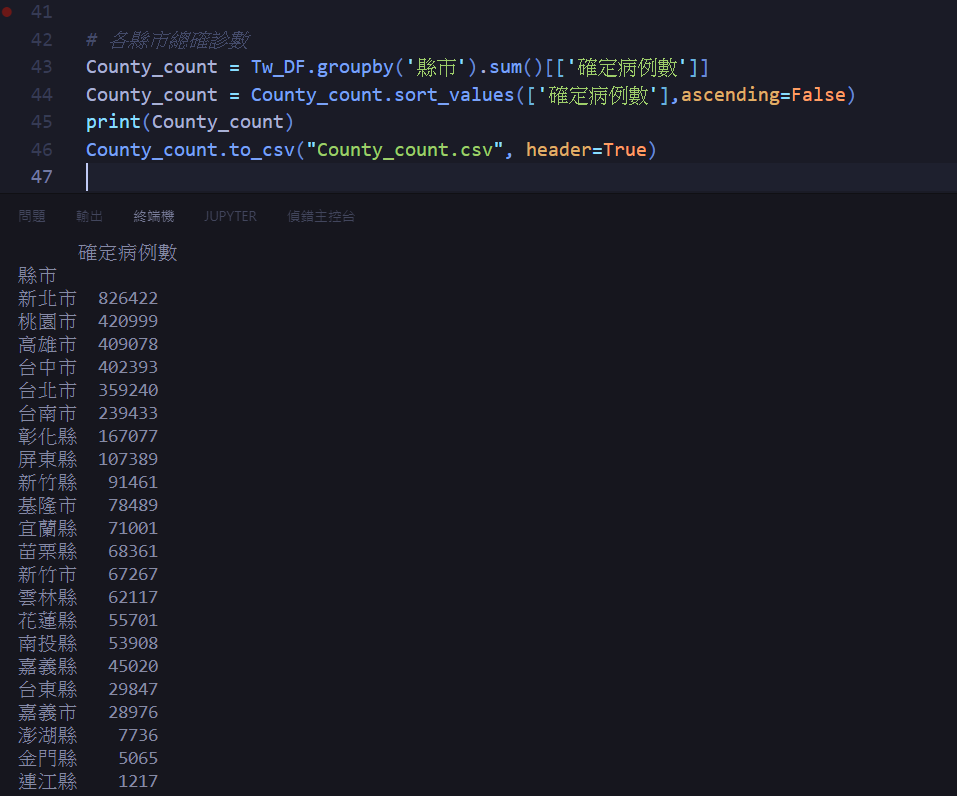 41
42 # 各縣市總確診數
43 County_count = Tw_DF.groupby('縣市').sum()[['確定病例數']]
44 County_count = County_count.sort_values(['確定病例數'],ascending=False)
45 print(County_count)
46 County_count.to_csv("County_count.csv", header=True)
47
問題 輸出 終端機 JUPYTER 偵錯主控台
確定病例數
縣市
新北市 826422
桃園市 420999
高雄市 409078
台中市 402393
台北市 359240
台南市 239433
彰化縣 167077
屏東縣 107389
新竹縣 91461
基隆市 78489
宜蘭縣 71001
苗栗縣 68361
新竹市 67267
雲林縣 62117
花蓮縣 55701
南投縣 53908
嘉義縣 45020
台東縣 29847
嘉義市 28976
澎湖縣 7736
金門縣 5065
連江縣 1217